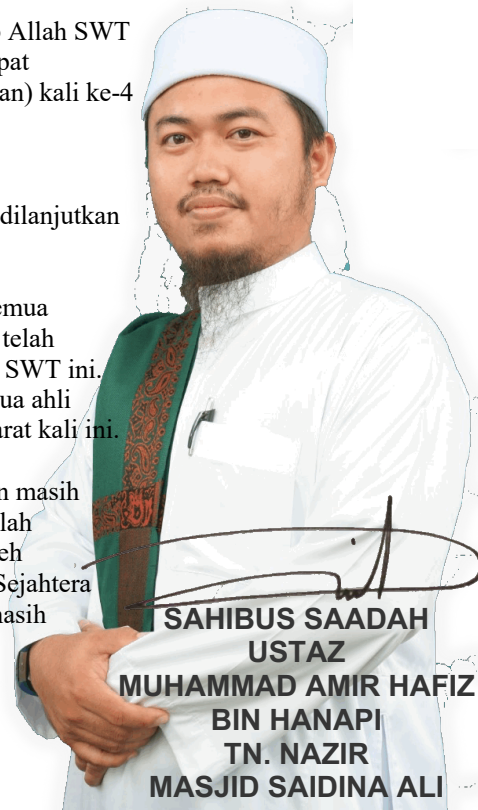 Allah SWT
pat
an) kali ke-4
dilanjutkan
emua
telah
SWT ini.
ua ahli
arat kali ini.
n masih
lah
eh
Sejahtera
nasih
SAHIBUS SAADAH
USTAZ
MUHAMMAD AMIR HAFIZ
BIN HANAPI
TN. NAZIR
MASJID SAIDINA ALI